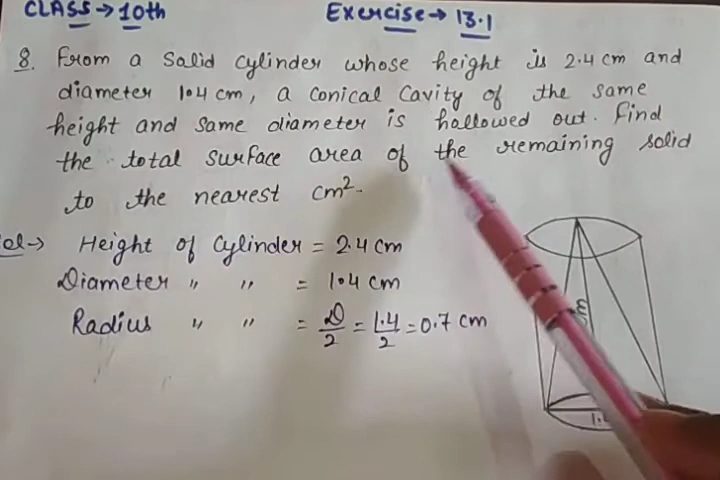 CLASS → 10th Exercise → 13.1
8. From a solid cylinder whose height is 2.4 cm and
diameter 1.4 cm, a conical cavity of the same
height and same diameter is hallowed out. Find
the total surface area of the remaining solid
to the nearest cm².
Height of cylinder = 2.4 cm
Diameter " " = 1.4 cm
Radius " " = D/2 = 1.4/2 = 0.7 cm